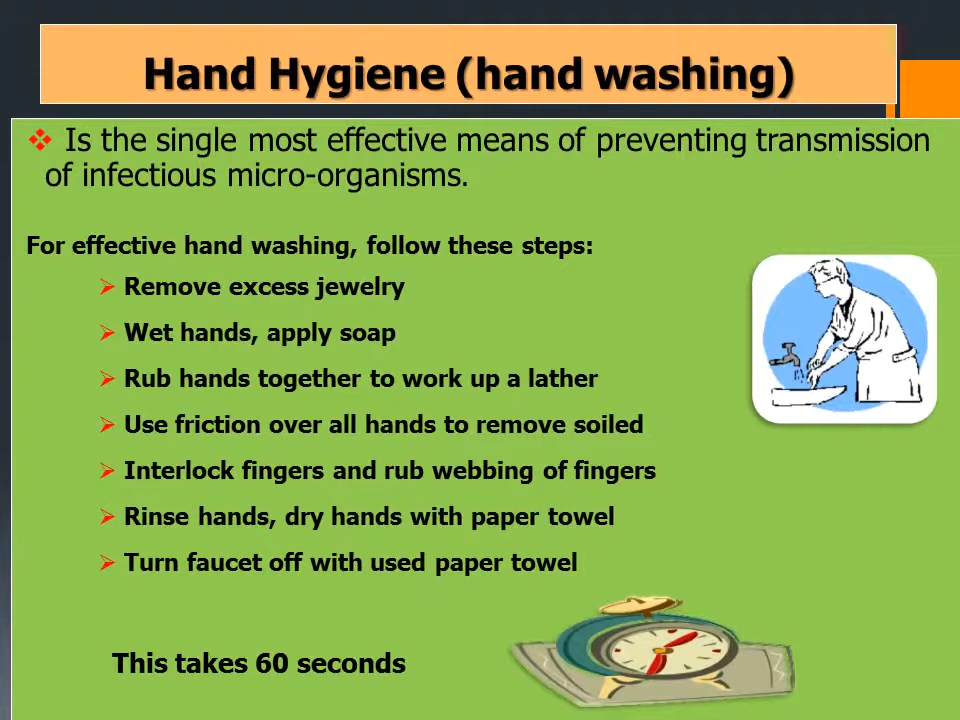 Hand Hygiene (hand washing)
Is the single most effective means of preventing transmission
of infectious micro-organisms.
For effective hand washing, follow these steps:
Remove excess jewelry
Wet hands, apply soap
Rub hands together to work up a lather
Use friction over all hands to remove soiled
Interlock fingers and rub webbing of fingers
Rinse hands, dry hands with paper towel
Turn faucet off with used paper towel
This takes 60 seconds